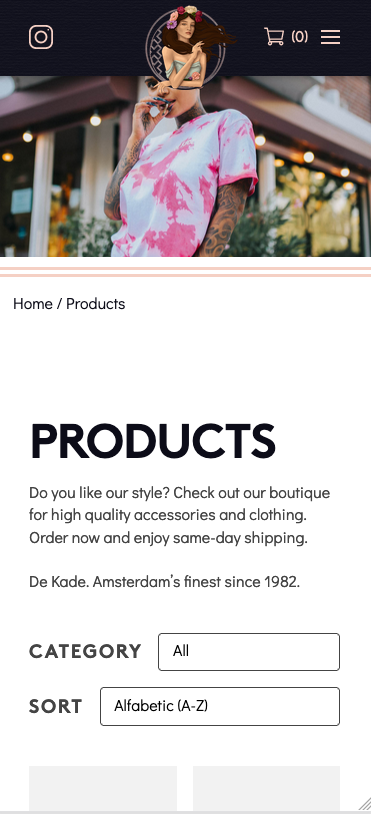 (0)
Home / Products
PRODUCTS
Do you like our style? Check out our boutique
for high quality accessories and clothing.
Order now and enjoy same-day shipping.
De Kade. Amsterdam's finest since 1982.
CATEGORY All
SORT Alfabetic (A-Z)